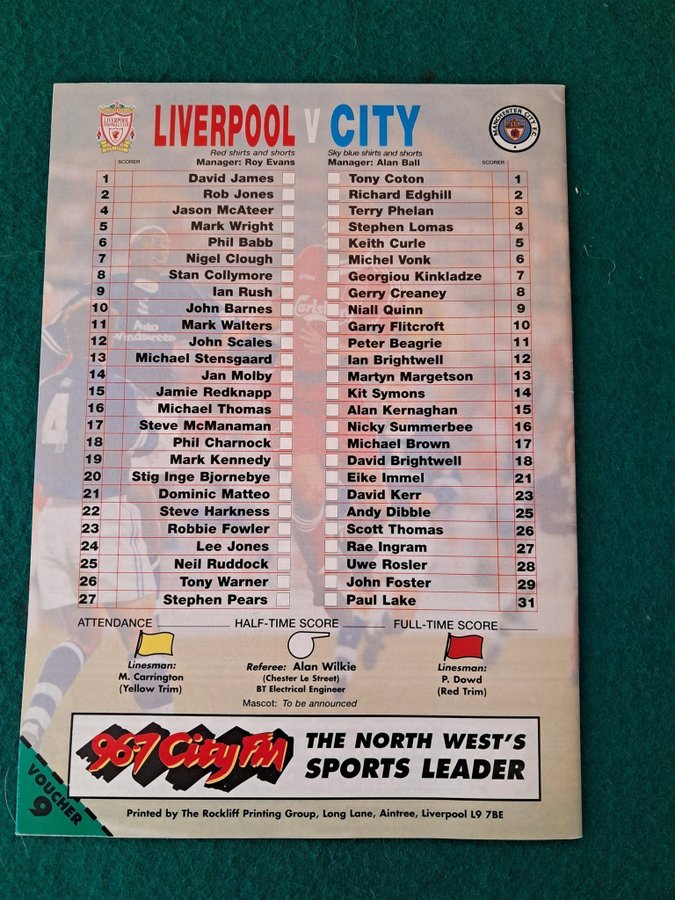 LIVERPOOL v CITY
LIVERPOOL
FOOTBALL CLUB
MANCHESTER CITY F.C.
Red shirts and shorts Sky blue shirts and shorts
SCORER Manager: Roy Evans Manager: Alan Ball SCORER
1 David James Tony Coton 1
2 Rob Jones Richard Edghill 2
4 Jason McAteer Terry Phelan 3
5 Mark Wright Stephen Lomas 4
6 Phil Babb Keith Curle 5
7 Nigel Clough Michel Vonk 6
8 Stan Collymore Georgiou Kinkladze 7
9 Ian Rush Gerry Creaney 8
10 John Barnes Niall Quinn 9
11 Mark Walters Garry Flitcroft 10
12 John Scales Peter Beagrie 11
13 Michael Stensgaard Ian Brightwell 12
14 Jan Molby Martyn Margetson 13
15 Jamie Redknapp Kit Symons 14
16 Michael Thomas Alan Kernaghan 15
17 Steve McManaman Nicky Summerbee 16
18 Phil Charnock Michael Brown 17
19 Mark Kennedy David Brightwell 18
20 Stig Inge Bjornebye Eike Immel 21
21 Dominic Matteo David Kerr 23
22 Steve Harkness Andy Dibble 25
23 Robbie Fowler Scott Thomas 26
24 Lee Jones Rae Ingram 27
25 Neil Ruddock Uwe Rosler 28
26 Tony Warner John Foster 29
27 Stephen Pears Paul Lake 31
Carlsberg
Auto
Windscreens
14
ATTENDANCE HALF-TIME SCORE FULL-TIME SCORE
Linesman:
M. Carrington
(Yellow Trim)
Referee: Alan Wilkie
(Chester Le Street)
BT Electrical Engineer
Linesman:
P. Dowd
(Red Trim)
Mascot: To be announced
96·7 City FM
THE NORTH WEST'S
SPORTS LEADER
VOUCHER
9
Printed by The Rockliff Printing Group, Long Lane, Aintree, Liverpool L9 7BE